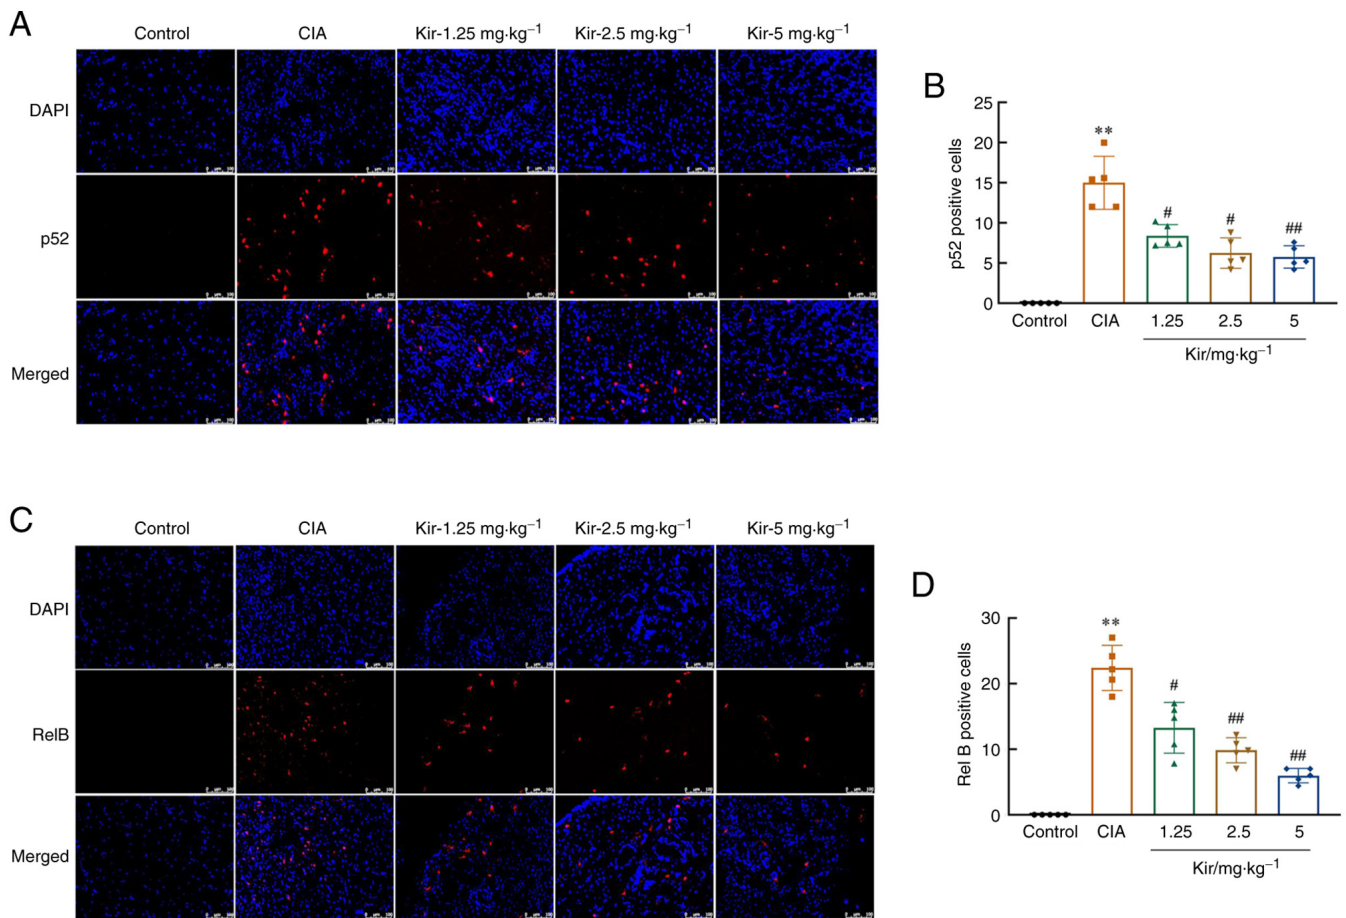 A
Control CIA Kir-1.25 mg·kg⁻¹ Kir-2.5 mg·kg⁻¹ Kir-5 mg·kg⁻¹
DAPI
p52
Merged
B
p52 positive cells
25
20
15
10
5
0
**
#
#
##
Control CIA 1.25 2.5 5
Kir/mg·kg⁻¹
C
Control CIA Kir-1.25 mg·kg⁻¹ Kir-2.5 mg·kg⁻¹ Kir-5 mg·kg⁻¹
DAPI
RelB
Merged
D
Rel B positive cells
30
20
10
0
**
#
##
##
Control CIA 1.25 2.5 5
Kir/mg·kg⁻¹